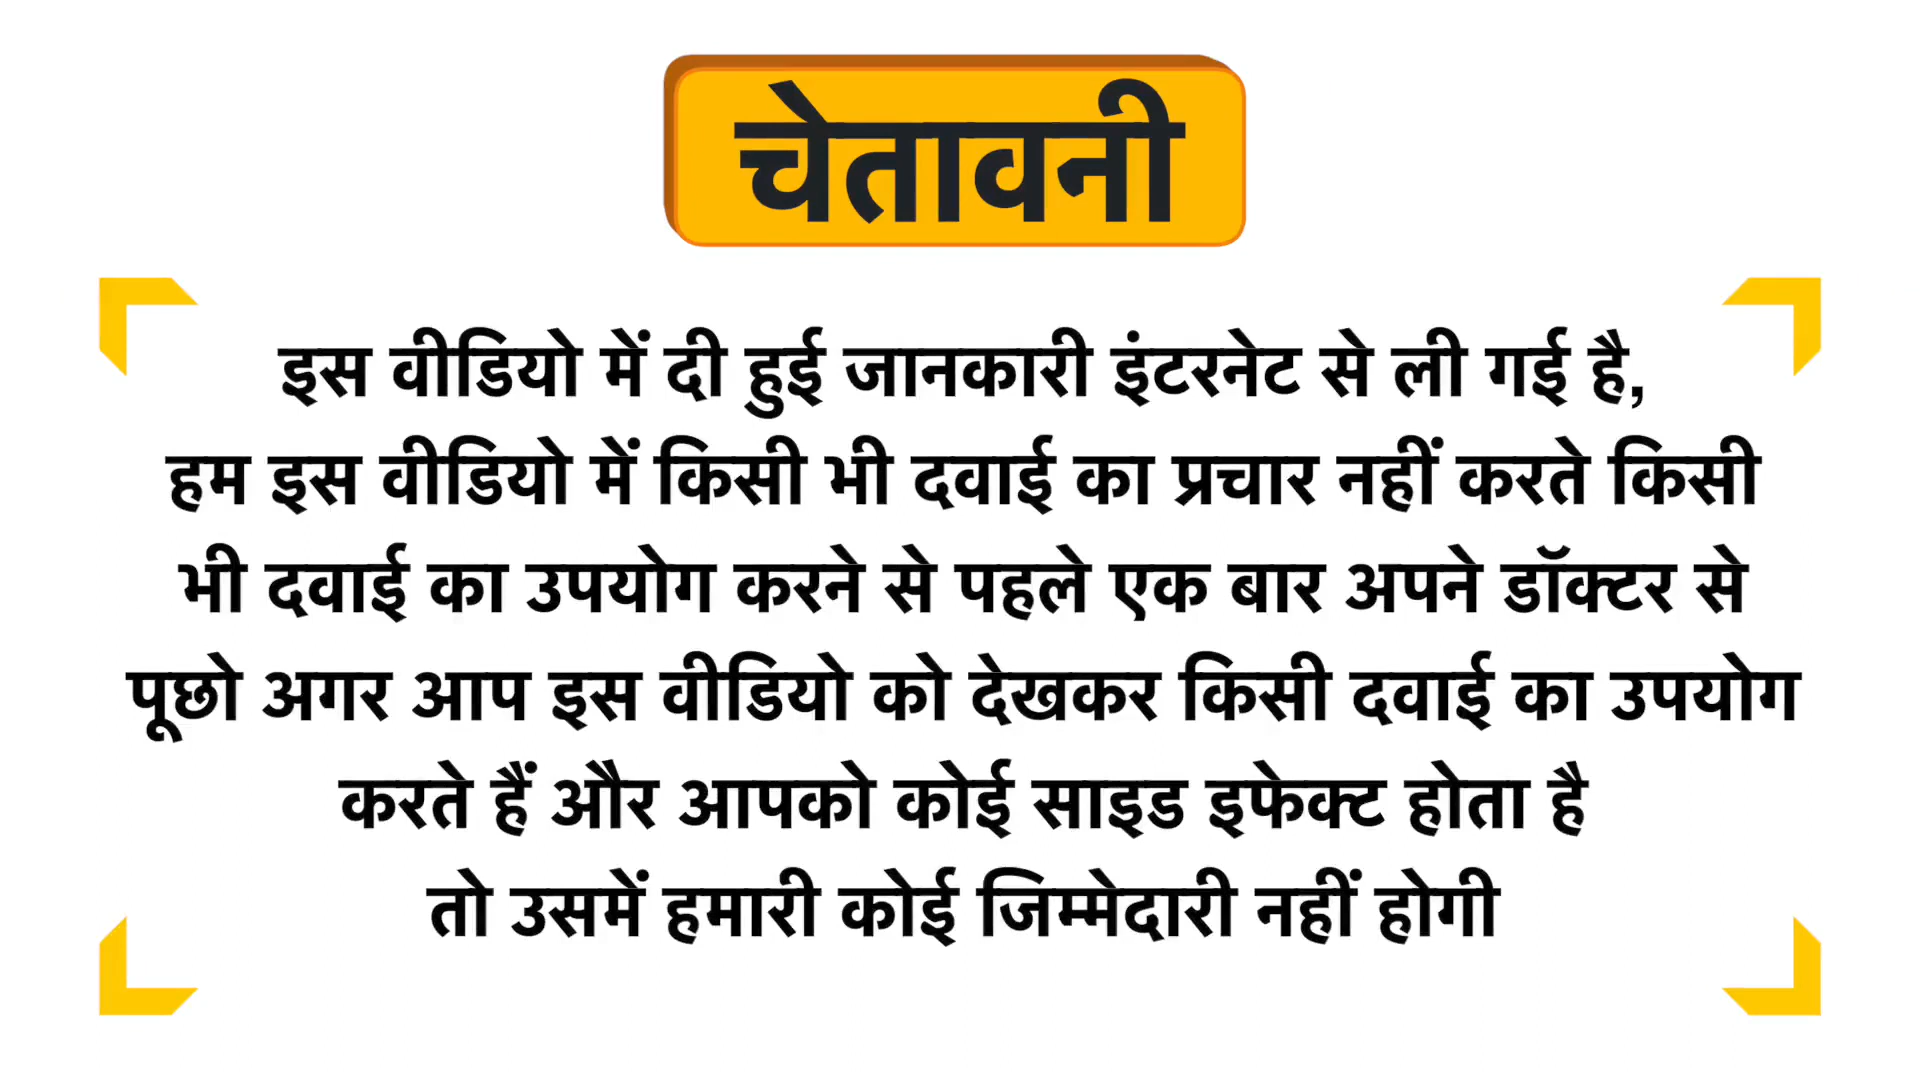 चेतावनी
इस वीडियो में दी हुई जानकारी इंटरनेट से ली गई है,
हम इस वीडियो में किसी भी दवाई का प्रचार नहीं करते किसी
भी दवाई का उपयोग करने से पहले एक बार अपने डॉक्टर से
पूछो अगर आप इस वीडियो को देखकर किसी दवाई का उपयोग
करते हैं और आपको कोई साइड इफेक्ट होता है
तो उसमें हमारी कोई जिम्मेदारी नहीं होगी